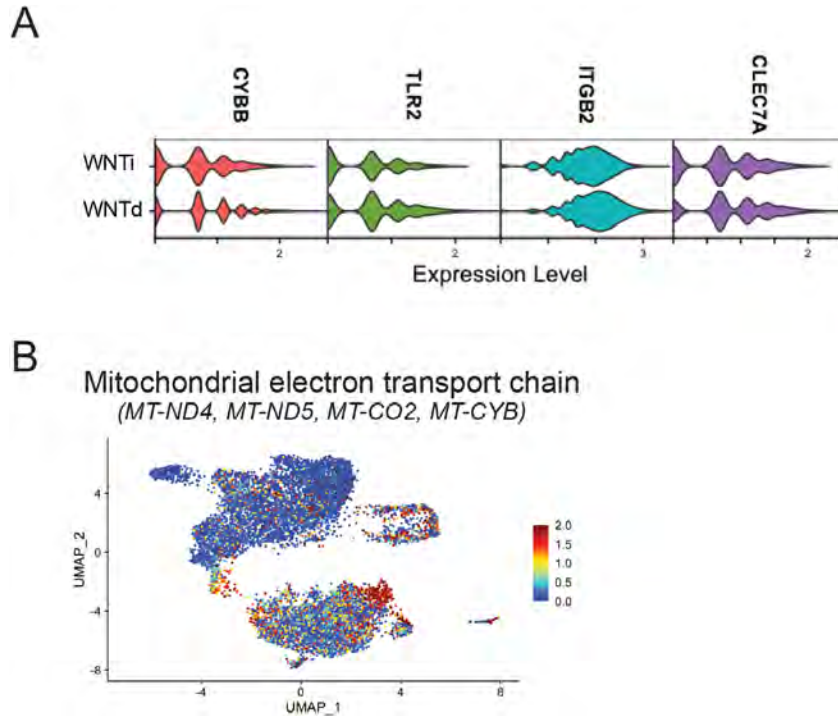 A
CYBB TLR2 ITGB2 CLEC7A
WNTi
WNTd
2 2 3 2
Expression Level
B
Mitochondrial electron transport chain
(MT-ND4, MT-ND5, MT-CO2, MT-CYB)
UMAP_2
4
0
-4
-8
2.0
1.5
1.0
0.5
0.0
-4 0 4 8
UMAP_1